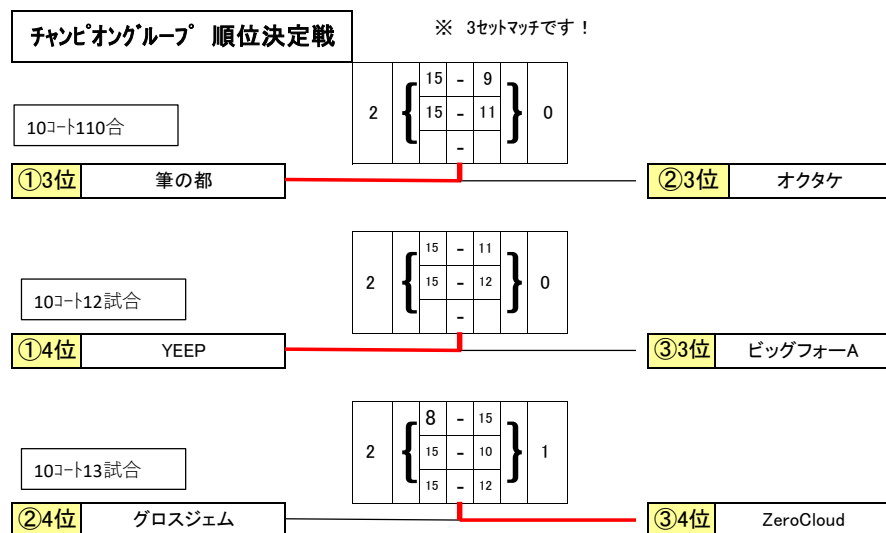 チャンピオングループ 順位決定戦
※ 3セットマッチです！
10コート110合
2 { 15 - 9 } 0
15 - 11
-
①3位 筆の都
②3位 オクタケ
10コート12試合
2 { 15 - 11 } 0
15 - 12
-
①4位 YEEP
③3位 ビッグフォーA
10コート13試合
2 { 8 - 15 } 1
15 - 10
15 - 12
②4位 グロスジェム
③4位 ZeroCloud